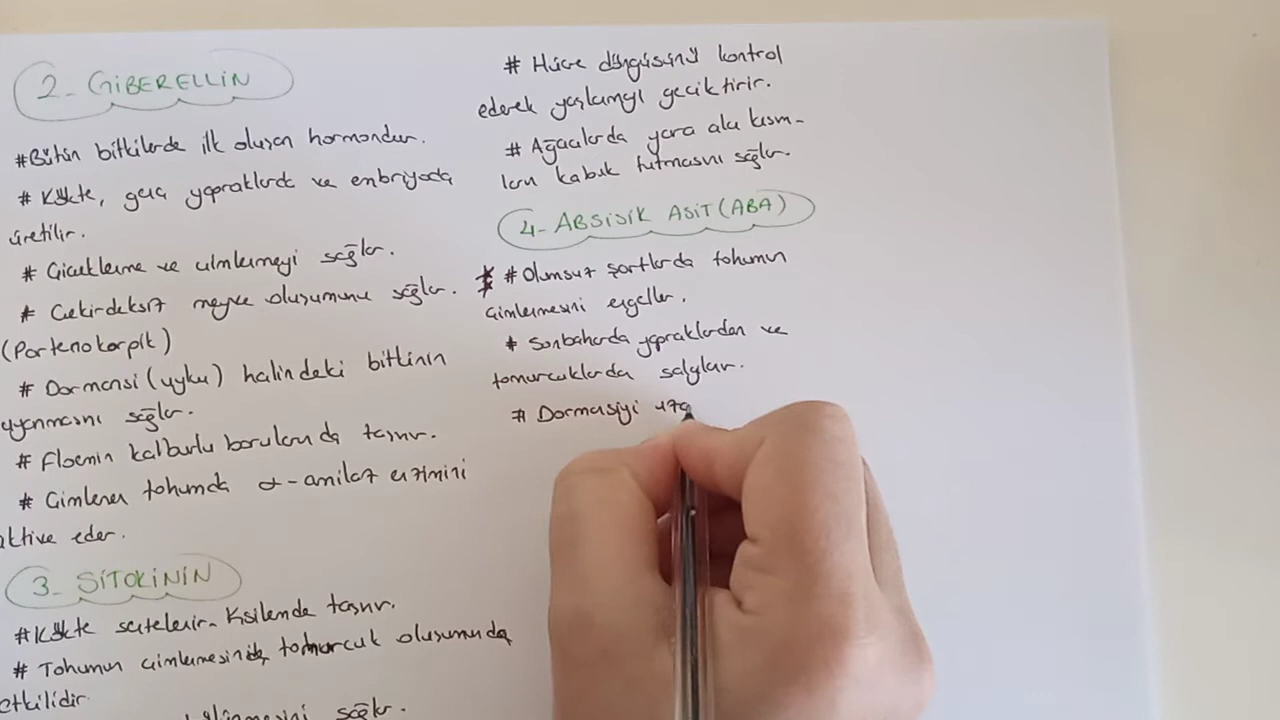 2- GİBERELLİN
#Bütün bitkilerde ilk oluşan hormondur.
# Kökte, genç yapraklarda ve embriyoda
üretilir.
# Çiçeklenme ve çimlenmeyi sağlar.
# Çekirdeksiz meyve oluşumunu sağlar.
(Partenokarpik)
# Dormansi (uyku) halindeki bitkinin
uyanmasını sağlar.
# Floemin kalburlu borularında taşınır.
# Çimlenen tohumda α-amilaz enzimini
aktive eder.
3- SİTOKİNİN
#Kökte sentezlenir. Ksilemde taşınır.
# Tohumun çimlenmesinde, tomurcuk oluşumunda
etkilidir.
sağlar.
# Hücre döngüsünü kontrol
ederek yaşlanmayı geciktirir.
# Ağaçlarda yara alan kısım-
ların kabuk tutmasını sağlar.
4- ABSİSİK ASİT (ABA)
# Olumsuz şartlarda tohumun
çimlenmesini engeller.
# Sonbaharda yapraklardan ve
tomurcuklarda salgılanır.
# Dormansiyi uza